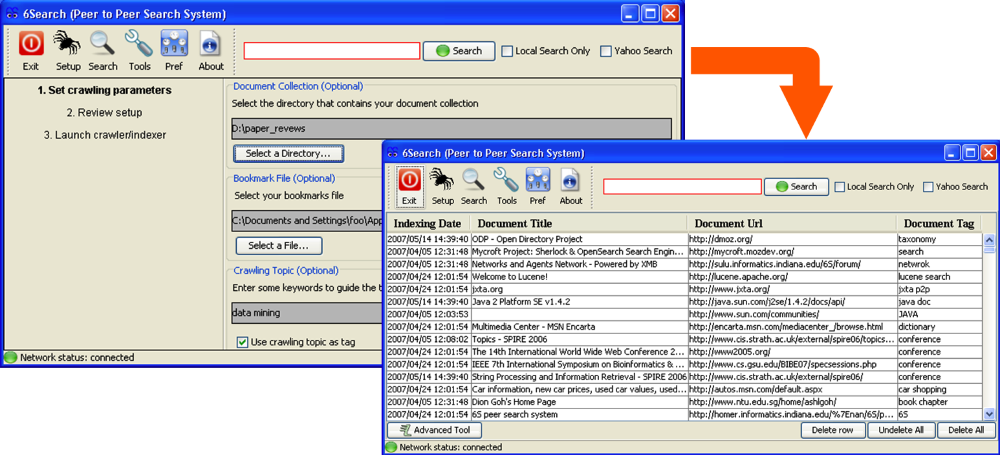 6Search (Peer to Peer Search System)
Exit Setup Search Tools Pref About Search Local Search Only Yahoo Search
1. Set crawling parameters
2. Review setup
3. Launch crawler/indexer
Document Collection (Optional)
Select the directory that contains your document collection
D:\paper_revews
Select a Directory...
Bookmark File (Optional)
Select your bookmarks file
C:\Documents and Settings\foo\App
Select a File...
Crawling Topic (Optional)
Enter some keywords to guide the
data mining
Use crawling topic as tag
Network status: connected
6Search (Peer to Peer Search System)
Exit Setup Search Tools Pref About Search Local Search Only Yahoo Search
Indexing Date Document Title Document Url Document Tag
2007/05/14 14:39:40 ODP - Open Directory Project http://dmoz.org/ taxonomy
2007/04/05 12:31:48 Mycroft Project: Sherlock & OpenSearch Search Engin... http://mycroft.mozdev.org/ search
2007/04/05 12:31:48 Networks and Agents Network - Powered by XMB http://sulu.informatics.indiana.edu/6S/forum/ netwrok
2007/04/24 12:01:54 Welcome to Lucene! http://lucene.apache.org/ lucene search
2007/04/24 12:01:54 jxta.org http://www.jxta.org/ jxta p2p
2007/05/14 14:39:40 Java 2 Platform SE v1.4.2 http://java.sun.com/j2se/1.4.2/docs/api/ java doc
2007/04/05 12:03:53 http://www.sun.com/communities/ JAVA
2007/04/24 12:01:54 Multimedia Center - MSN Encarta http://encarta.msn.com/mediacenter_/browse.html dictionary
2007/04/05 12:08:02 Topics - SPIRE 2006 http://www.cis.strath.ac.uk/external/spire06/topics... conference
2007/04/24 12:01:54 The 14th International World Wide Web Conference 2... http://www2005.org/ conference
2007/04/24 12:01:54 IEEE 7th International Symposium on Bioinformatics & ... http://www.cs.gsu.edu/BIBE07/specsessions.php conference
2007/05/14 14:39:40 String Processing and Information Retrieval - SPIRE 2006 http://www.cis.strath.ac.uk/external/spire06/ conference
2007/04/24 12:01:54 Car information, new car prices, used car values, used... http://autos.msn.com/default.aspx car shopping
2007/04/05 12:31:48 Dion Goh's Home Page http://www.ntu.edu.sg/home/ashlgoh/ book chapter
2007/04/24 12:01:54 6S peer search system http://homer.informatics.indiana.edu/%7Enan/6S/p... 6S
Advanced Tool Delete row Undelete All Delete All
Network status: connected